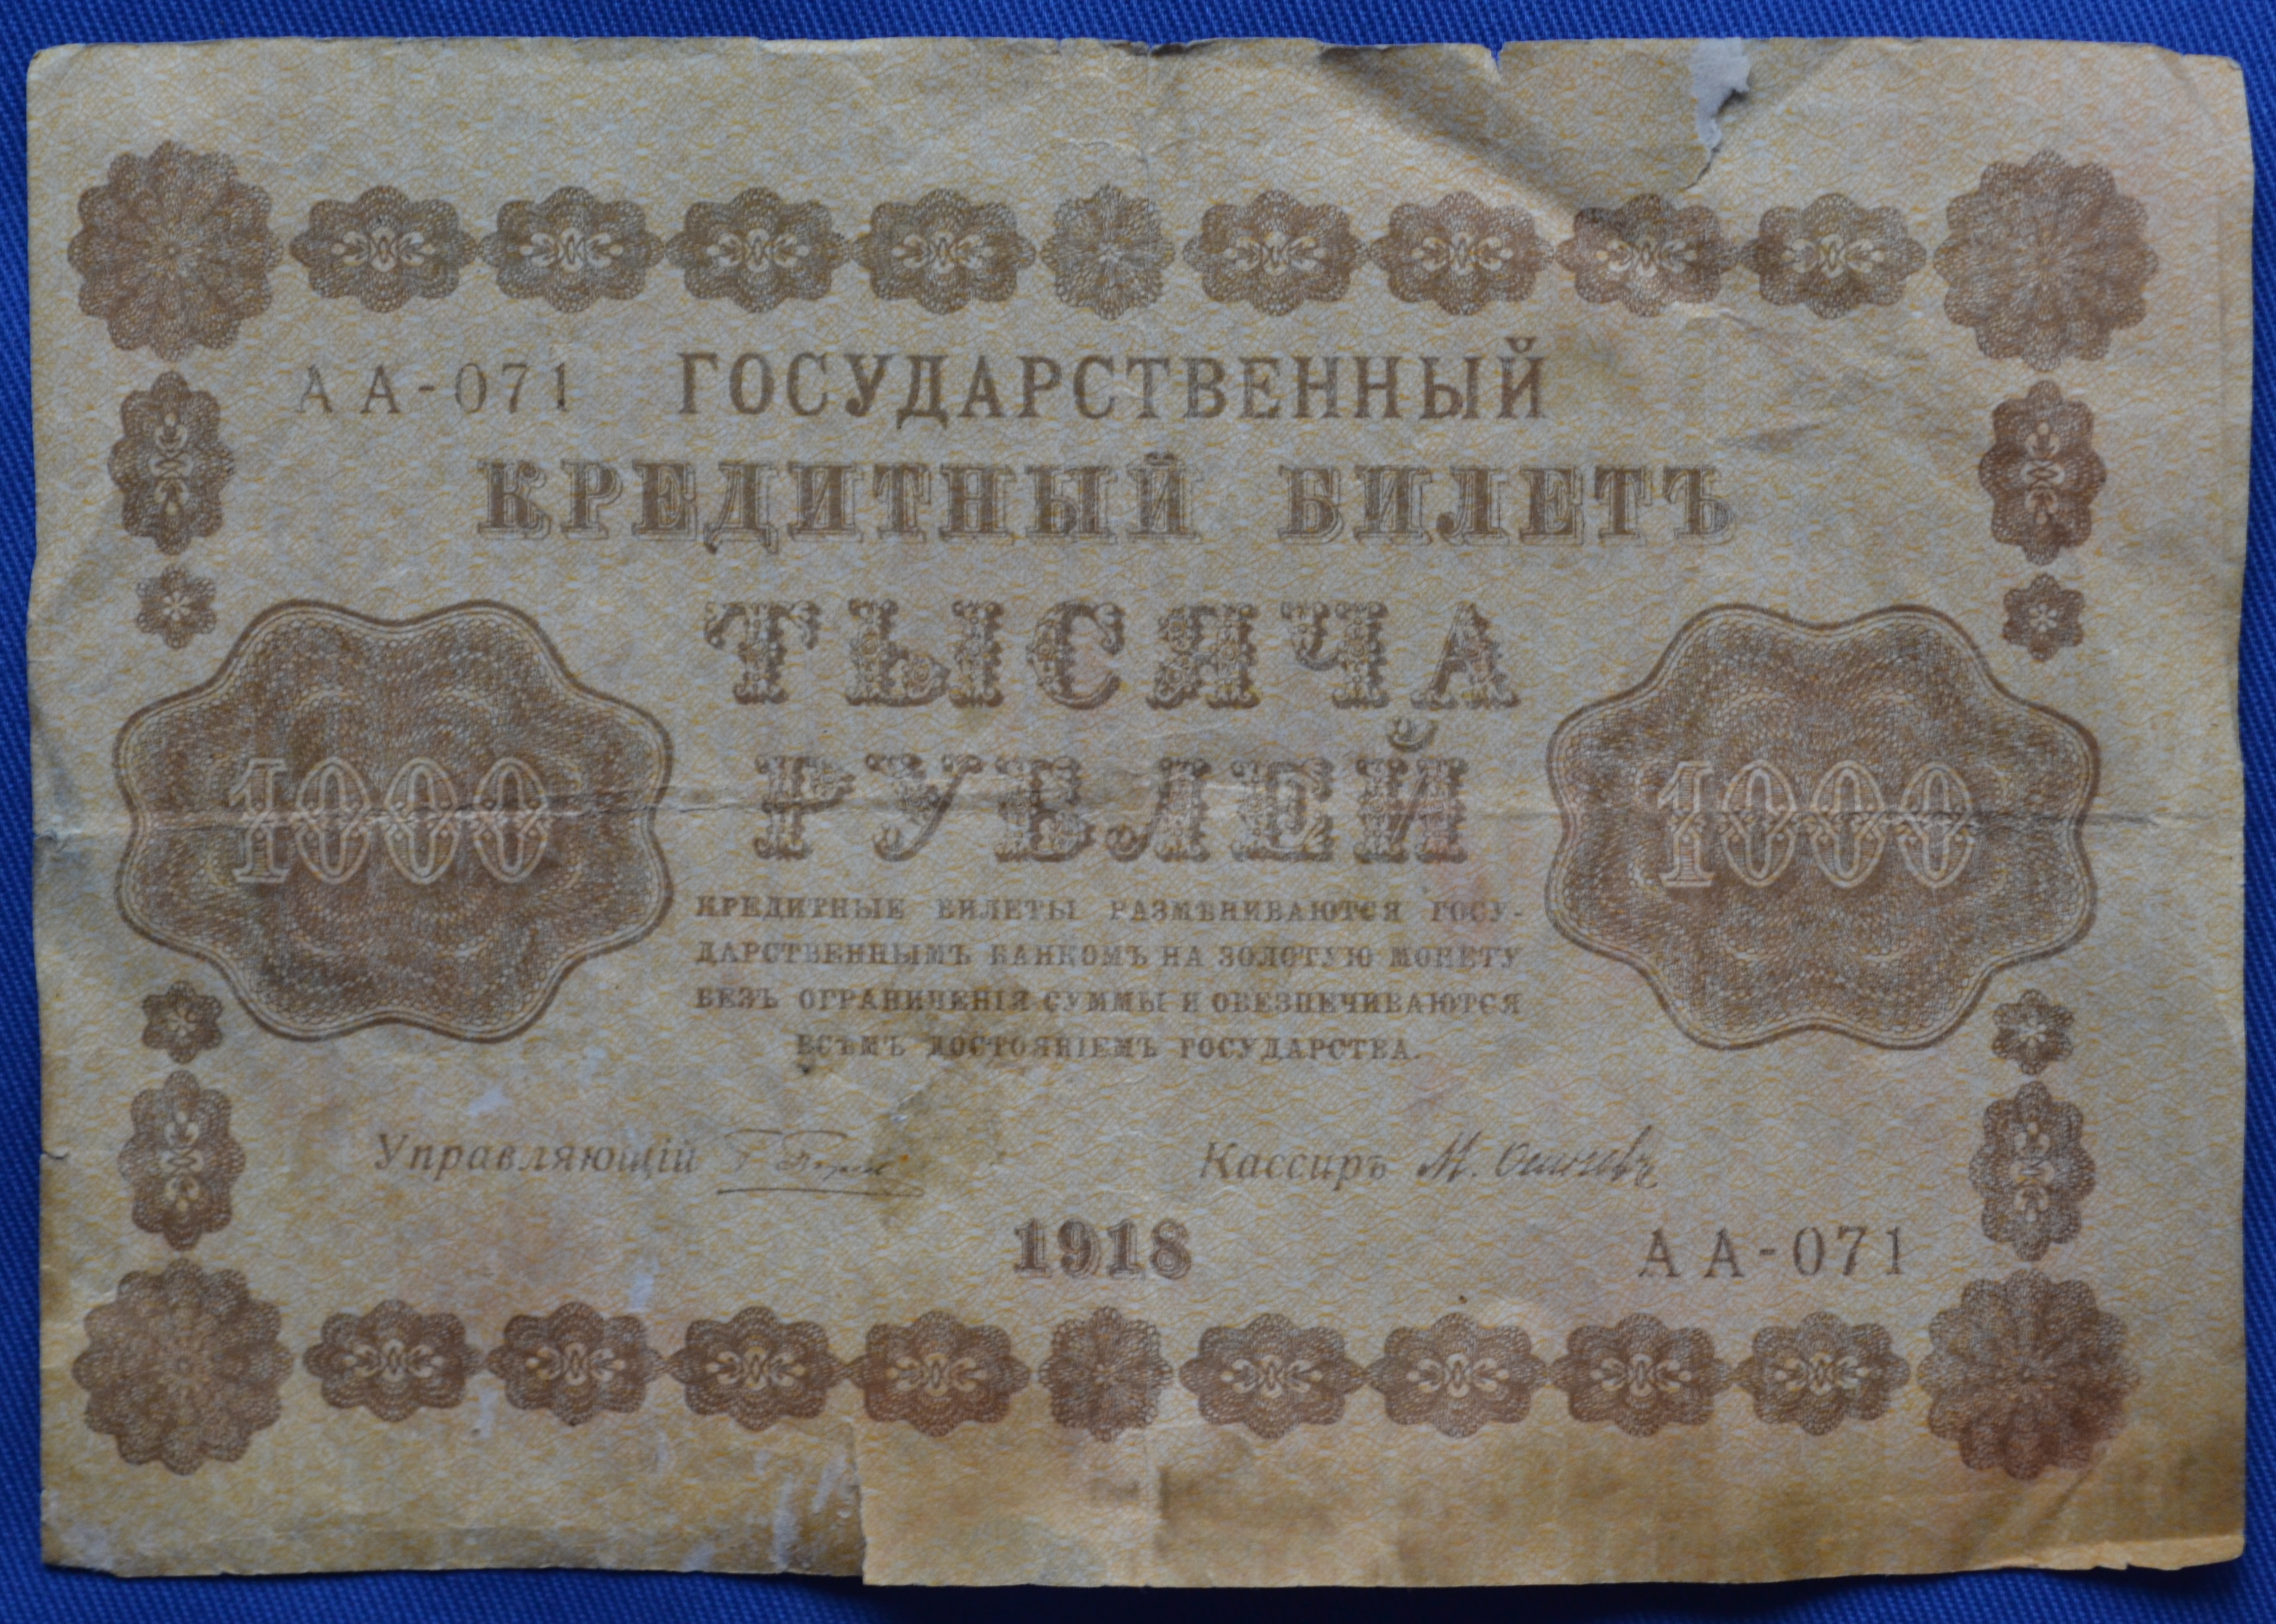 АА-071 ГОСУДАРСТВЕННЫЙ
КРЕДИТНЫЙ БИЛЕТЪ
ТЫСЯЧА
РУБЛЕЙ
1000 1000
КРЕДИТНЫЕ БИЛЕТЫ РАЗМѢНИВАЮТСЯ ГОСУ-
ДАРСТВЕННЫМЪ БАНКОМЪ НА ЗОЛОТУЮ МОНЕТУ
БЕЗЪ ОГРАНИЧЕНІЯ СУММЫ И ОБЕЗПЕЧИВАЮТСЯ
ВСѢМЪ ДОСТОЯНІЕМЪ ГОСУДАРСТВА.
Управляющій Кассиръ М.
1918 АА-071